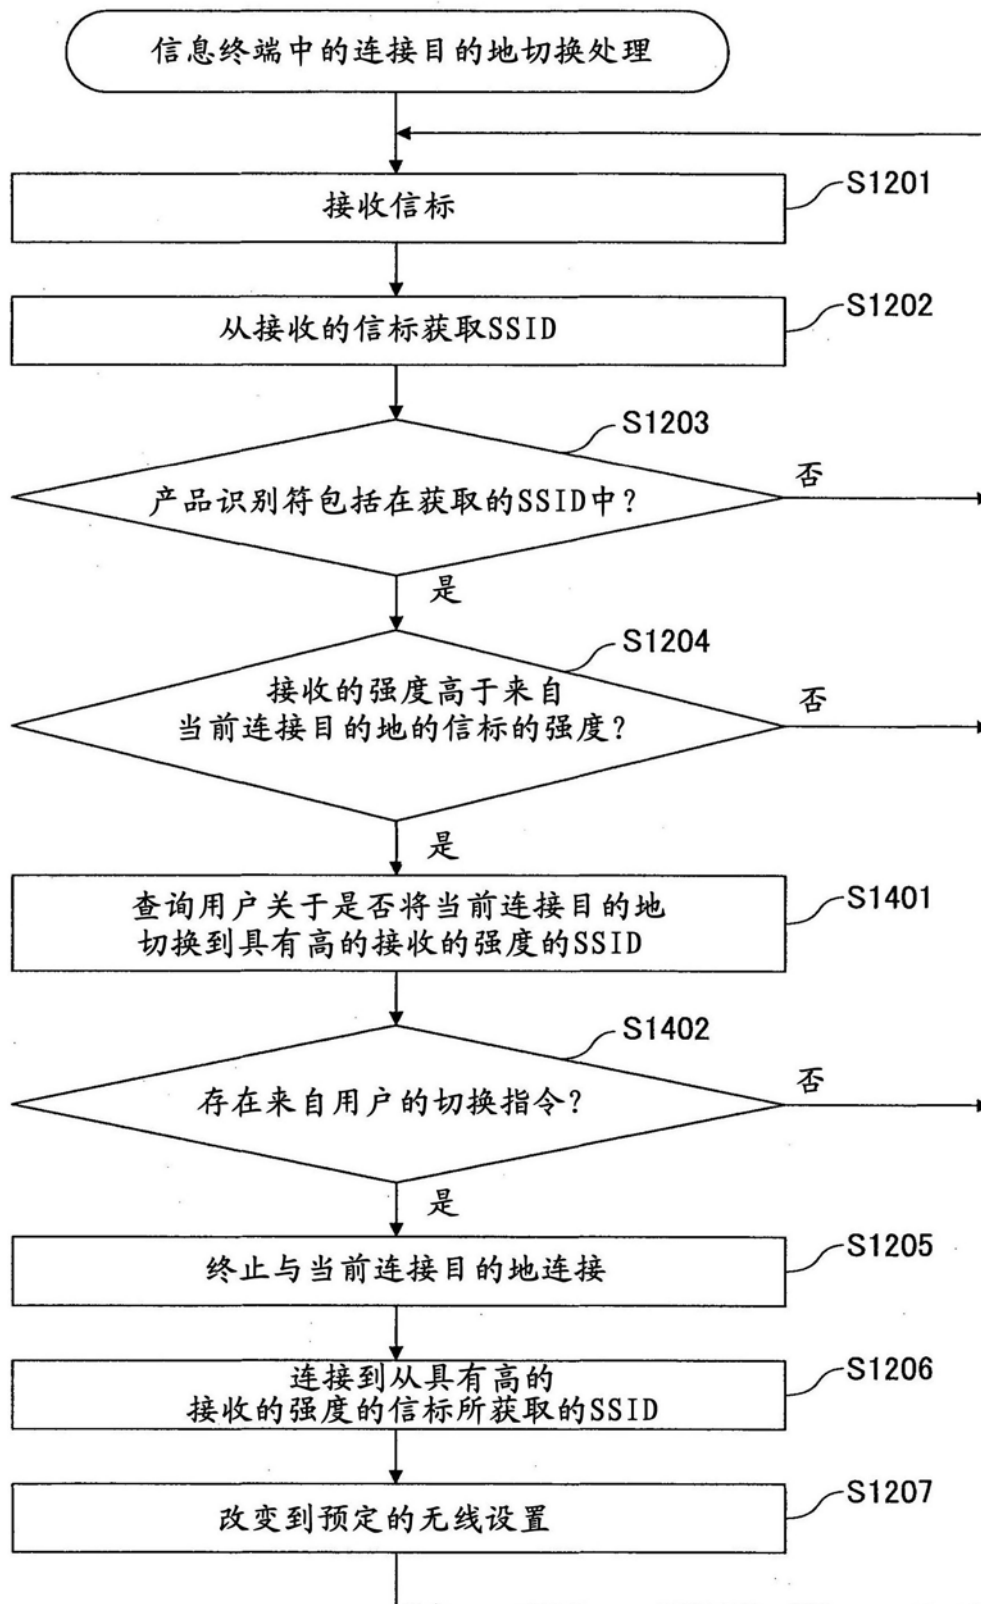 信息终端中的连接目的地切换处理
S1201
接收信标
S1202
从接收的信标获取SSID
S1203
产品识别符包括在获取的SSID中?
否
是
S1204
接收的强度高于来自
当前连接目的地的信标的强度?
否
是
S1401
查询用户关于是否将当前连接目的地
切换到具有高的接收的强度的SSID
S1402
存在来自用户的切换指令?
否
是
S1205
终止与当前连接目的地连接
S1206
连接到从具有高的
接收的强度的信标所获取的SSID
S1207
改变到预定的无线设置